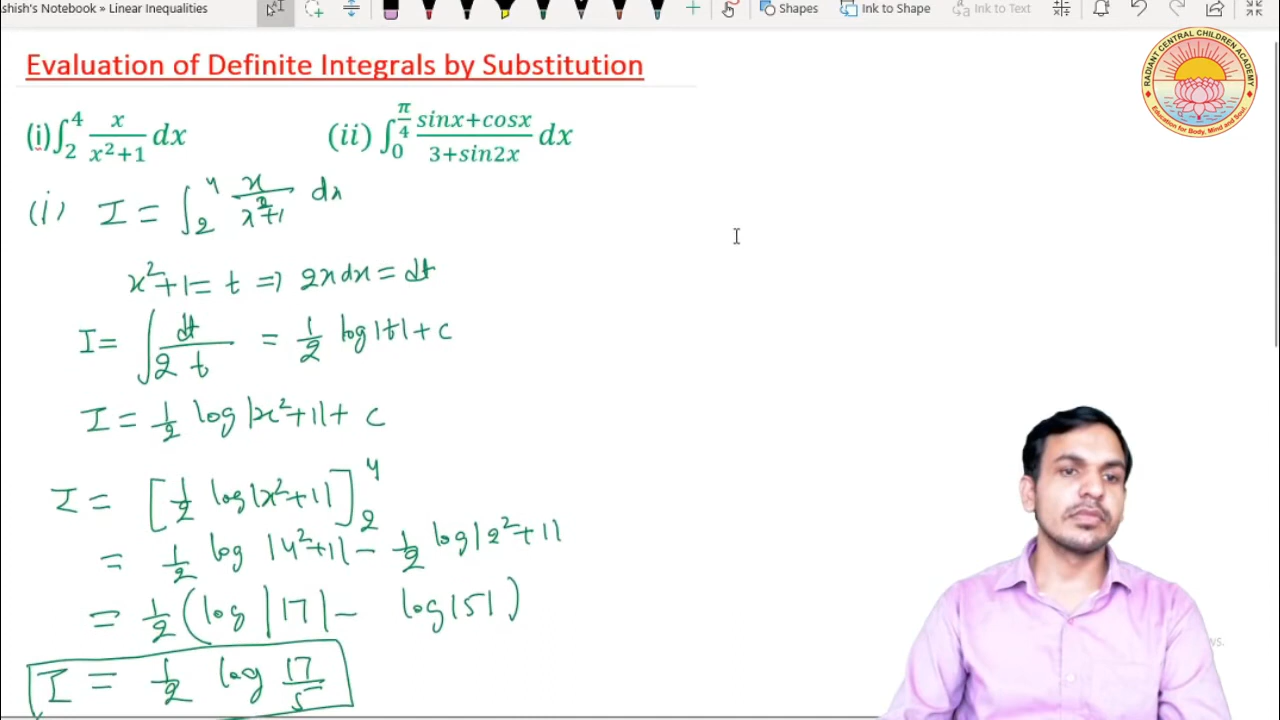 shish's Notebook » Linear Inequalities
Shapes
Ink to Shape
Ink to Text
Evaluation of Definite Integrals by Substitution
RADIANT CENTRAL CHILDREN ACADEMY
Education for Body, Mind and Soul
(i)∫₂⁴ x/(x²+1) dx (ii) ∫₀^(π/4) (sinx+cosx)/(3+sin2x) dx
(i) I = ∫₂⁴ x/(x²+1) dx
x²+1 = t ⇒ 2x dx = dt
I = ∫ dt/(2 t) = 1/2 log|t| + c
I = 1/2 log|x²+1| + c
I = [1/2 log|x²+1|]₂⁴
= 1/2 log |4²+1| − 1/2 log|2²+1|
= 1/2 (log |17| − log|5|)
I = 1/2 log 17/5